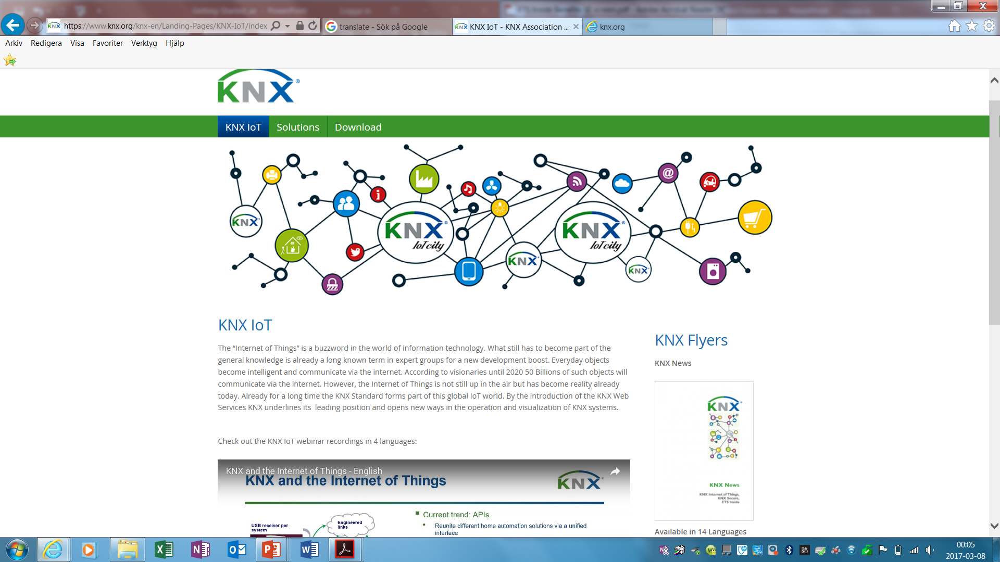 https://www.knx.org/knx-en/Landing-Pages/KNX-IoT/index
translate - Sök på Google
KNX IoT - KNX Association ...
knx.org
Arkiv Redigera Visa Favoriter Verktyg Hjälp
KNX®
KNX IoT Solutions Download
KNX
KNX®
IoT city
KNX®
IoT city
KNX
KNX
KNX IoT
The “Internet of Things” is a buzzword in the world of information technology. What still has to become part of the
general knowledge is already a long known term in expert groups for a new development boost. Everyday objects
become intelligent and communicate via the internet. According to visionaries until 2020 50 Billions of such objects will
communicate via the internet. However, the Internet of Things is not still up in the air but has become reality already
today. Already for a long time the KNX Standard forms part of this global IoT world. By the introduction of the KNX Web
Services KNX underlines its leading position and opens new ways in the operation and visualization of KNX systems.
Check out the KNX IoT webinar recordings in 4 languages:
KNX and the Internet of Things - English
KNX and the Internet of Things
KNX
USB receiver per
system
Engineered
links
Current trend: APIs
Reunite different home automation solutions via a unified
interface
KNX Flyers
KNX News
KNX
KNX News
KNX Internet of Things,
KNX Secure,
ETS Inside
Available in 14 Languages
00:05
2017-03-08